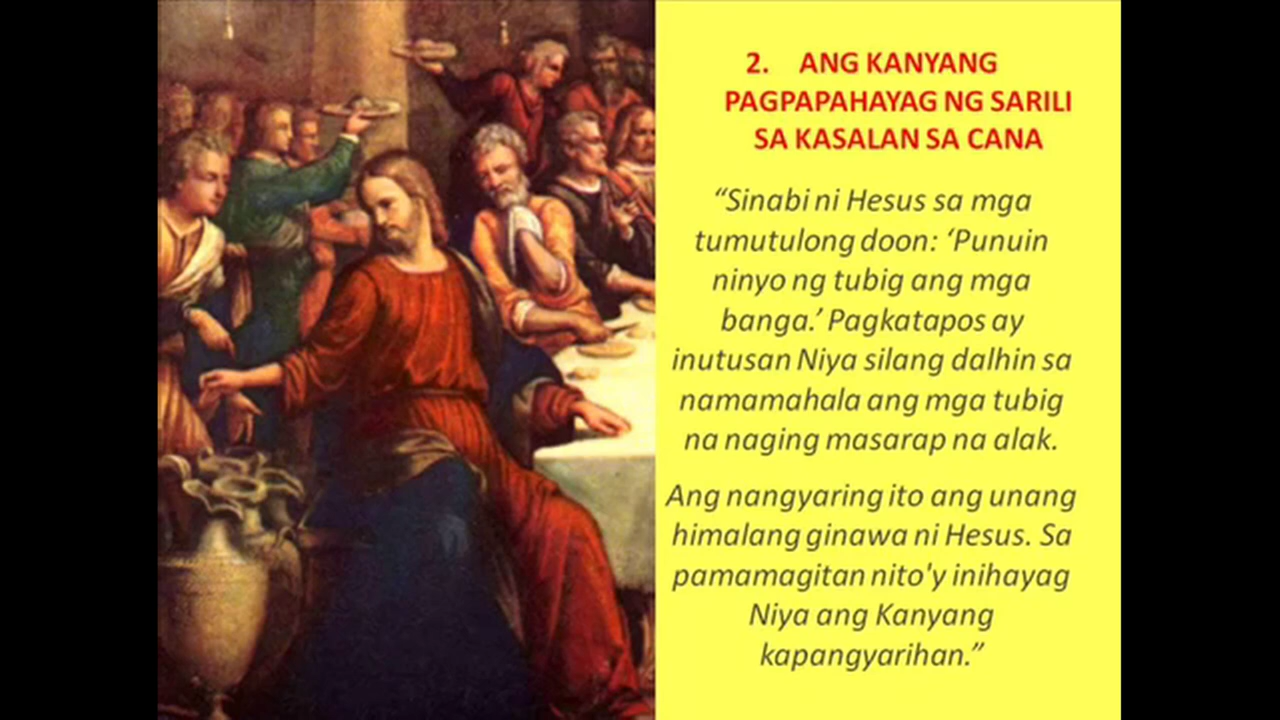 2. ANG KANYANG
PAGPAPAHAYAG NG SARILI
SA KASALAN SA CANA
“Sinabi ni Hesus sa mga
tumutulong doon: ‘Punuin
ninyo ng tubig ang mga
banga.’ Pagkatapos ay
inutusan Niya silang dalhin sa
namamahala ang mga tubig
na naging masarap na alak.
Ang nangyaring ito ang unang
himalang ginawa ni Hesus. Sa
pamamagitan nito'y inihayag
Niya ang Kanyang
kapangyarihan.”